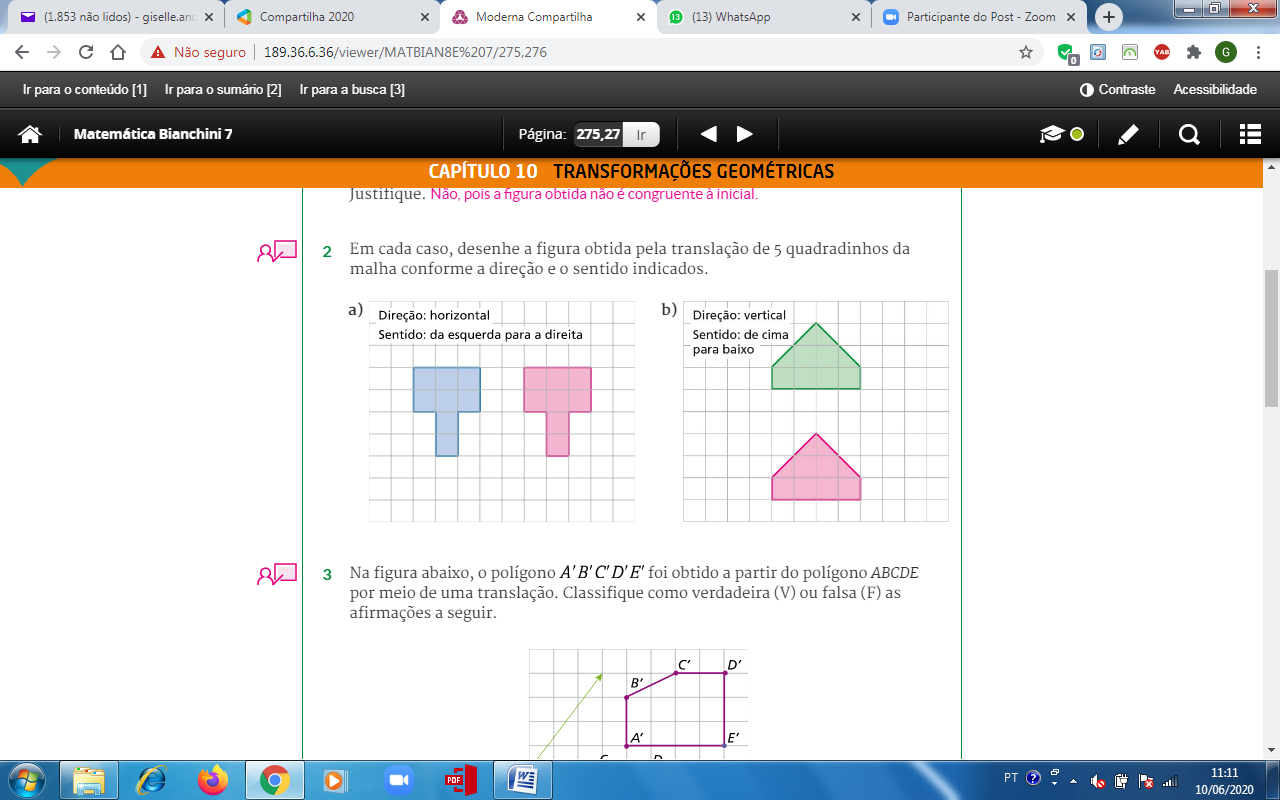 (1.853 não lidos) - giselle.anc
Compartilha 2020
Moderna Compartilha
(13) WhatsApp
Participante do Post - Zoom
Não seguro
189.36.6.36/viewer/MATBIAN8E%207/275,276
0
YAB
G
Ir para o conteúdo [1]
Ir para o sumário [2]
Ir para a busca [3]
Contraste
Acessibilidade
Matemática Bianchini 7
Página:
275,27
Ir
CAPÍTULO 10 TRANSFORMAÇÕES GEOMÉTRICAS
Justifique. Não, pois a figura obtida não é congruente à inicial.
2 Em cada caso, desenhe a figura obtida pela translação de 5 quadradinhos da
malha conforme a direção e o sentido indicados.
a)
Direção: horizontal
Sentido: da esquerda para a direita
b)
Direção: vertical
Sentido: de cima
para baixo
3 Na figura abaixo, o polígono A'B'C'D'E' foi obtido a partir do polígono ABCDE
por meio de uma translação. Classifique como verdadeira (V) ou falsa (F) as
afirmações a seguir.
C'
D'
B'
A'
E'
C
D
PDF
PT
11:11
10/06/2020